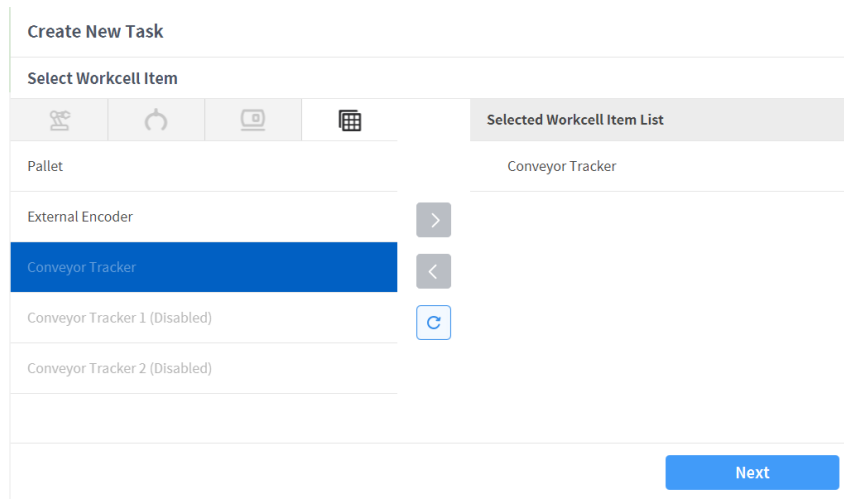 Create New Task
Select Workcell Item
Selected Workcell Item List
Pallet
External Encoder
Conveyor Tracker
Conveyor Tracker 1 (Disabled)
Conveyor Tracker 2 (Disabled)
Conveyor Tracker
Next